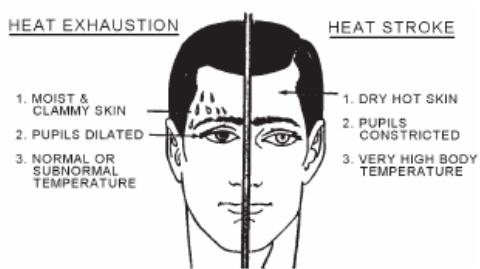 HEAT EXHAUSTION
1. MOIST &
CLAMMY SKIN
2. PUPILS DILATED
3. NORMAL OR
SUBNORMAL
TEMPERATURE
HEAT STROKE
1. DRY HOT SKIN
2. PUPILS
CONSTRICTED
3. VERY HIGH BODY
TEMPERATURE